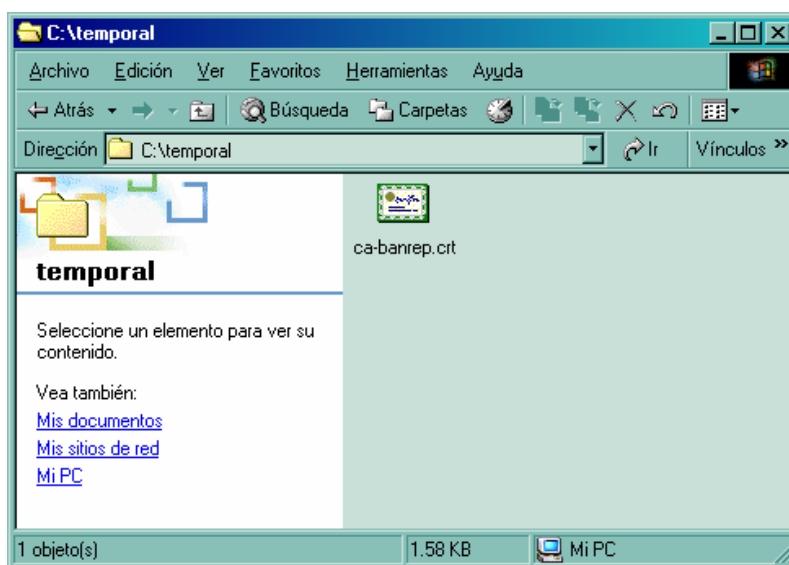 C:\temporal
Archivo Edición Ver Favoritos Herramientas Ayuda
Atrás Búsqueda Carpetas
Dirección C:\temporal Ir Vínculos »
ca-banrep.crt
temporal
Seleccione un elemento para ver su
contenido.
Vea también:
Mis documentos
Mis sitios de red
Mi PC
1 objeto(s) 1.58 KB Mi PC